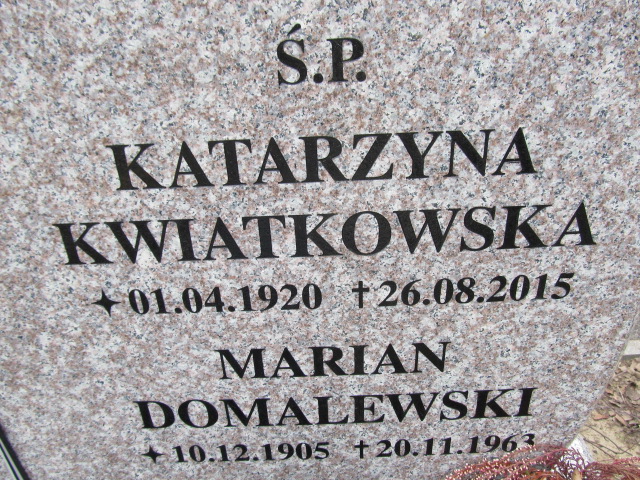 Ś.P.
KATARZYNA
KWIATKOWSKA
✦01.04.1920 †26.08.2015
MARIAN
DOMALEWSKI
✦10.12.1905 †20.11.1963